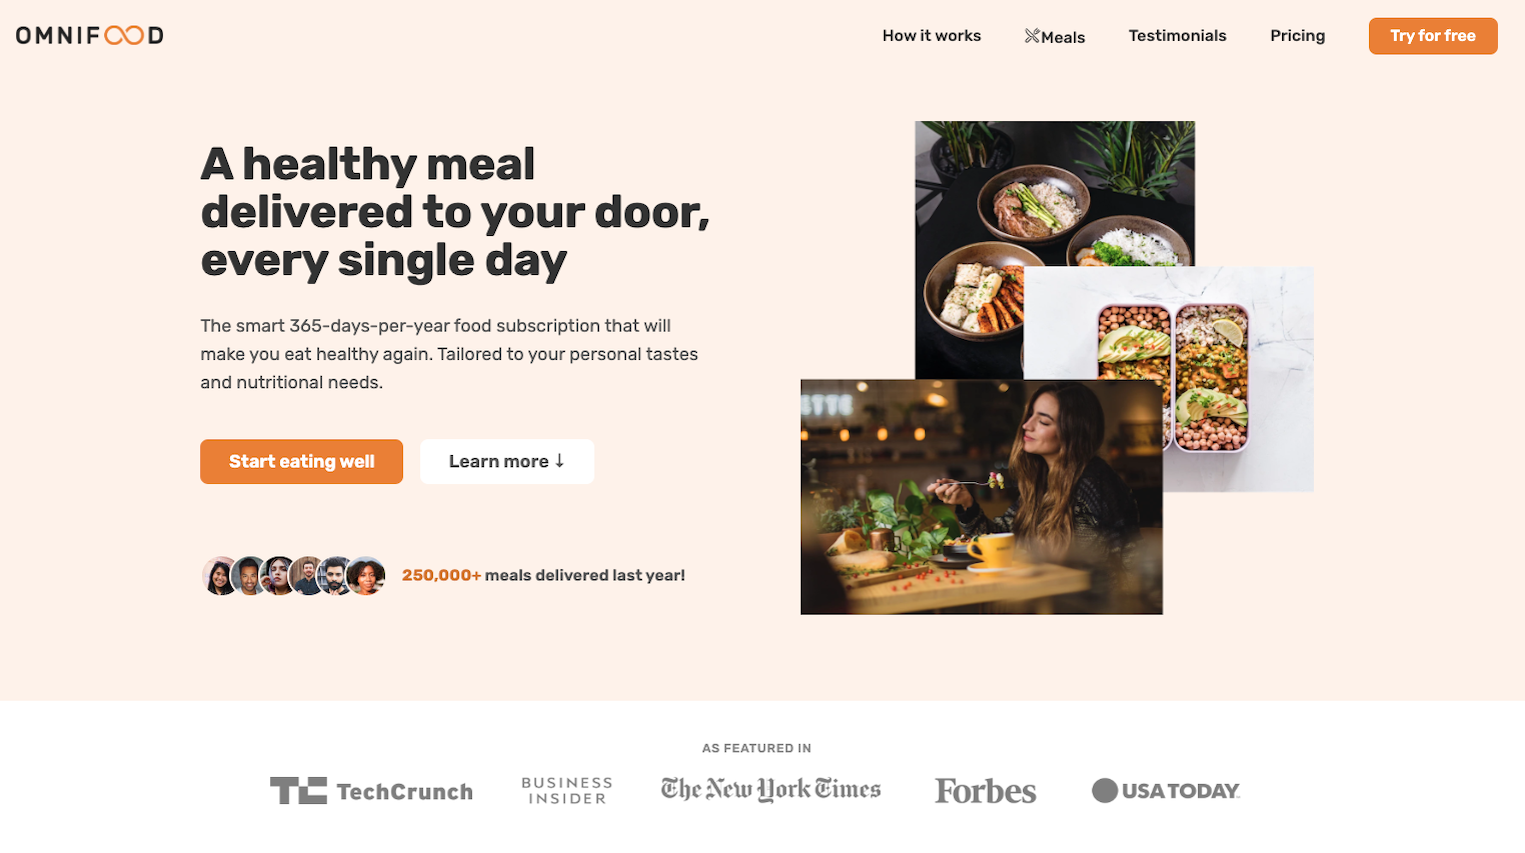 OMNIFOOD
How it works
Meals
Testimonials
Pricing
Try for free
A healthy meal
delivered to your door,
every single day
The smart 365-days-per-year food subscription that will
make you eat healthy again. Tailored to your personal tastes
and nutritional needs.
Start eating well
Learn more ↓
250,000+ meals delivered last year!
AS FEATURED IN
TC TechCrunch
BUSINESS
INSIDER
The New York Times
Forbes
USA TODAY